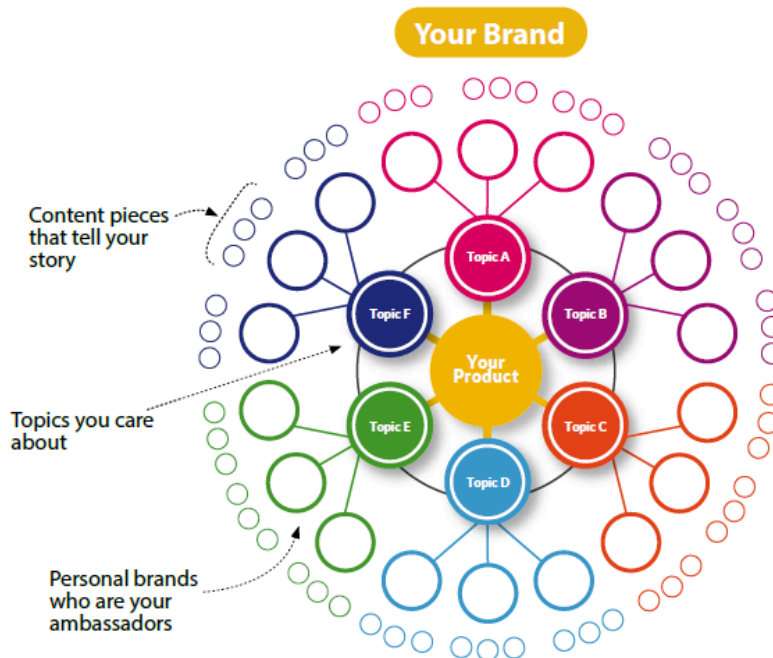 Your Brand
Content pieces
that tell your
story
Topic A
Topic F
Topic B
Your
Product
Topics you care
about
Topic E
Topic C
Topic D
Personal brands
who are your
ambassadors